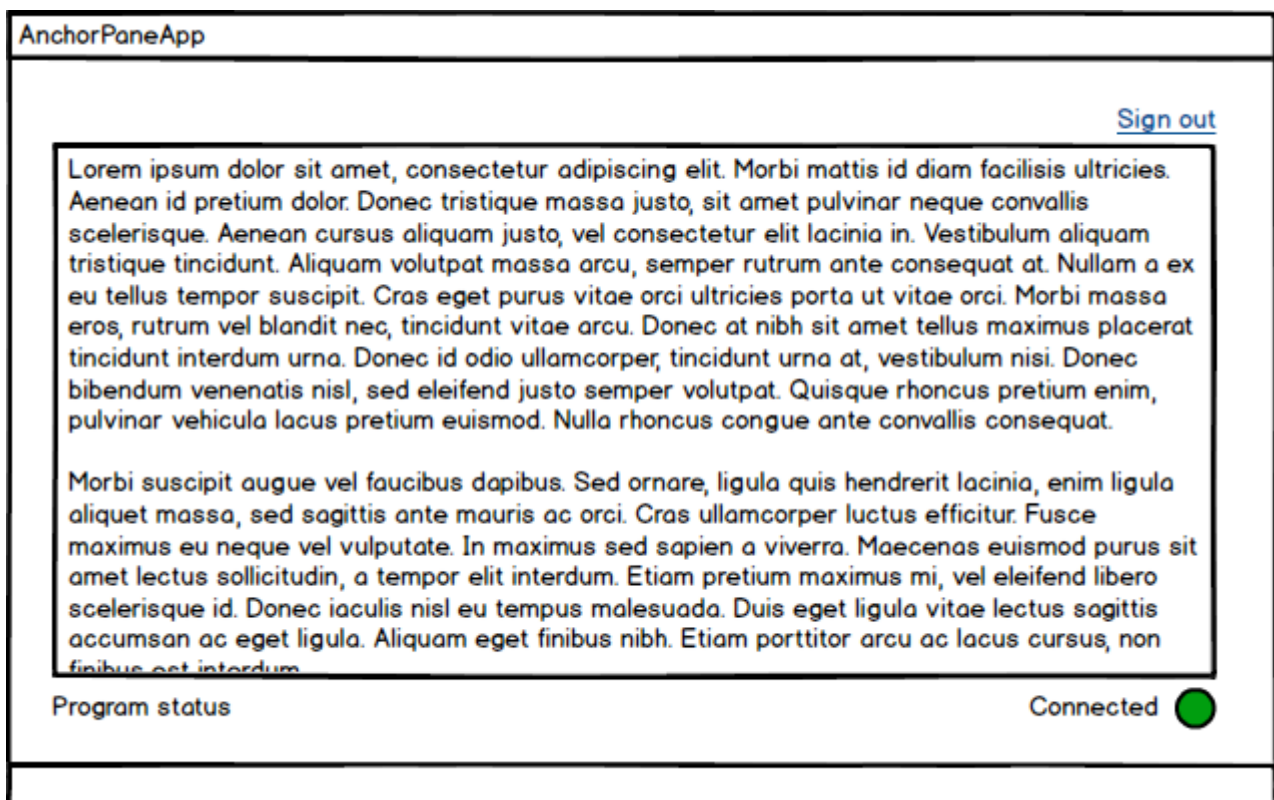 AnchorPaneApp
Sign out
Lorem ipsum dolor sit amet, consectetur adipiscing elit. Morbi mattis id diam facilisis ultricies.
Aenean id pretium dolor. Donec tristique massa justo, sit amet pulvinar neque convallis
scelerisque. Aenean cursus aliquam justo, vel consectetur elit lacinia in. Vestibulum aliquam
tristique tincidunt. Aliquam volutpat massa arcu, semper rutrum ante consequat at. Nullam a ex
eu tellus tempor suscipit. Cras eget purus vitae orci ultricies porta ut vitae orci. Morbi massa
eros, rutrum vel blandit nec, tincidunt vitae arcu. Donec at nibh sit amet tellus maximus placerat
tincidunt interdum urna. Donec id odio ullamcorper, tincidunt urna at, vestibulum nisi. Donec
bibendum venenatis nisl, sed eleifend justo semper volutpat. Quisque rhoncus pretium enim,
pulvinar vehicula lacus pretium euismod. Nulla rhoncus congue ante convallis consequat.
Morbi suscipit augue vel faucibus dapibus. Sed ornare, ligula quis hendrerit lacinia, enim ligula
aliquet massa, sed sagittis ante mauris ac orci. Cras ullamcorper luctus efficitur. Fusce
maximus eu neque vel vulputate. In maximus sed sapien a viverra. Maecenas euismod purus sit
amet lectus sollicitudin, a tempor elit interdum. Etiam pretium maximus mi, vel eleifend libero
scelerisque id. Donec iaculis nisl eu tempus malesuada. Duis eget ligula vitae lectus sagittis
accumsan ac eget ligula. Aliquam eget finibus nibh. Etiam porttitor arcu ac lacus cursus, non
finibus est interdum
Program status
Connected